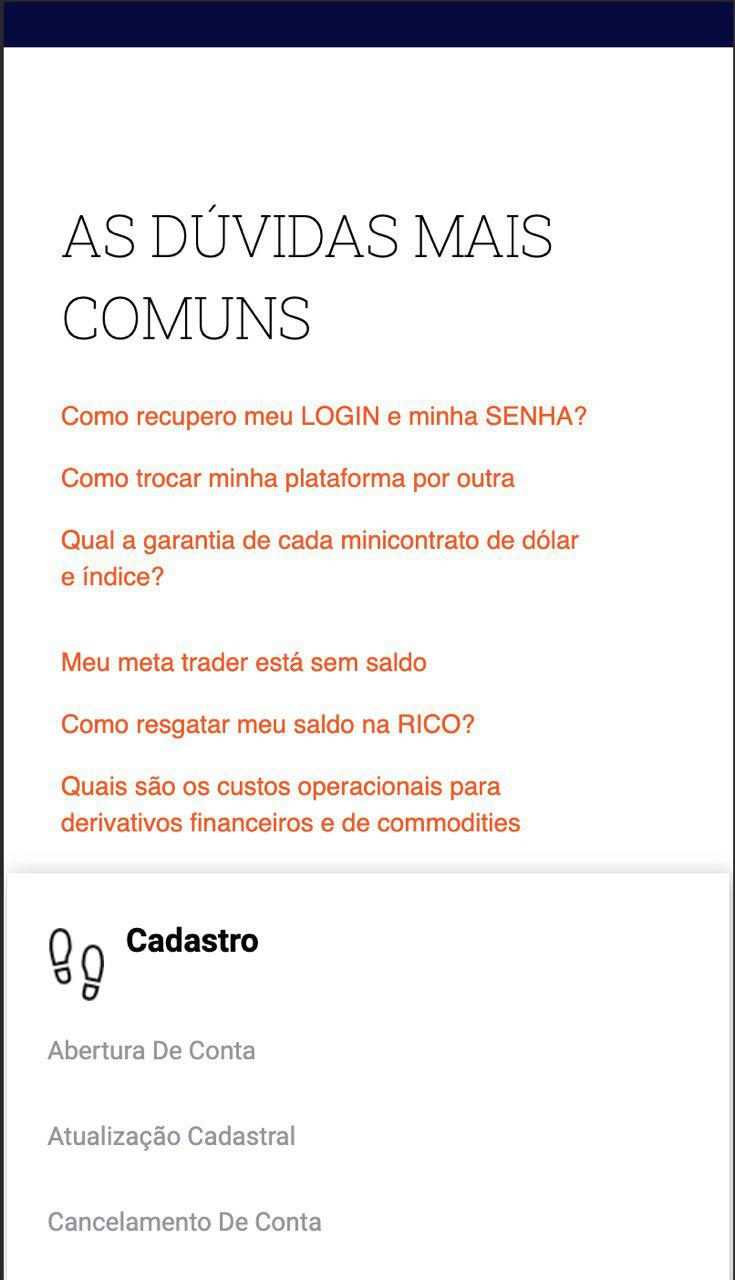 AS DÚVIDAS MAIS
COMUNS
Como recupero meu LOGIN e minha SENHA?
Como trocar minha plataforma por outra
Qual a garantia de cada minicontrato de dólar
e índice?
Meu meta trader está sem saldo
Como resgatar meu saldo na RICO?
Quais são os custos operacionais para
derivativos financeiros e de commodities
Cadastro
Abertura De Conta
Atualização Cadastral
Cancelamento De Conta